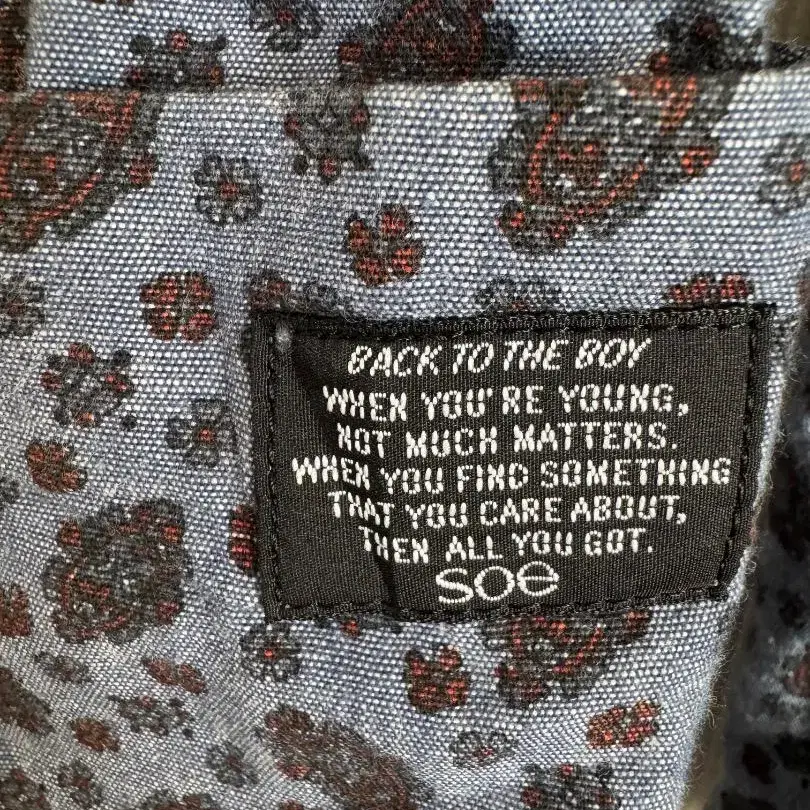 BACK TO THE BOY
WHEN YOU'RE YOUNG,
NOT MUCH MATTERS.
WHEN YOU FIND SOMETHING
THAT YOU CARE ABOUT,
THEN ALL YOU GOT.
soe